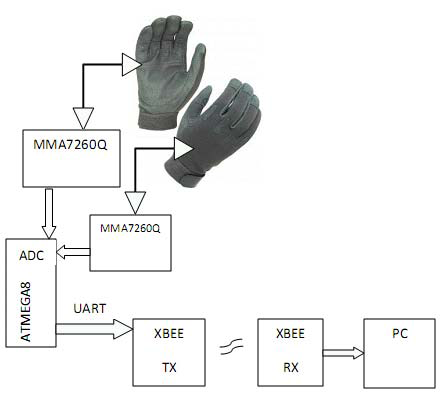 MMA7260Q
MMA7260Q
ADC
ATMEGA8
UART
XBEE
TX
XBEE
RX
PC